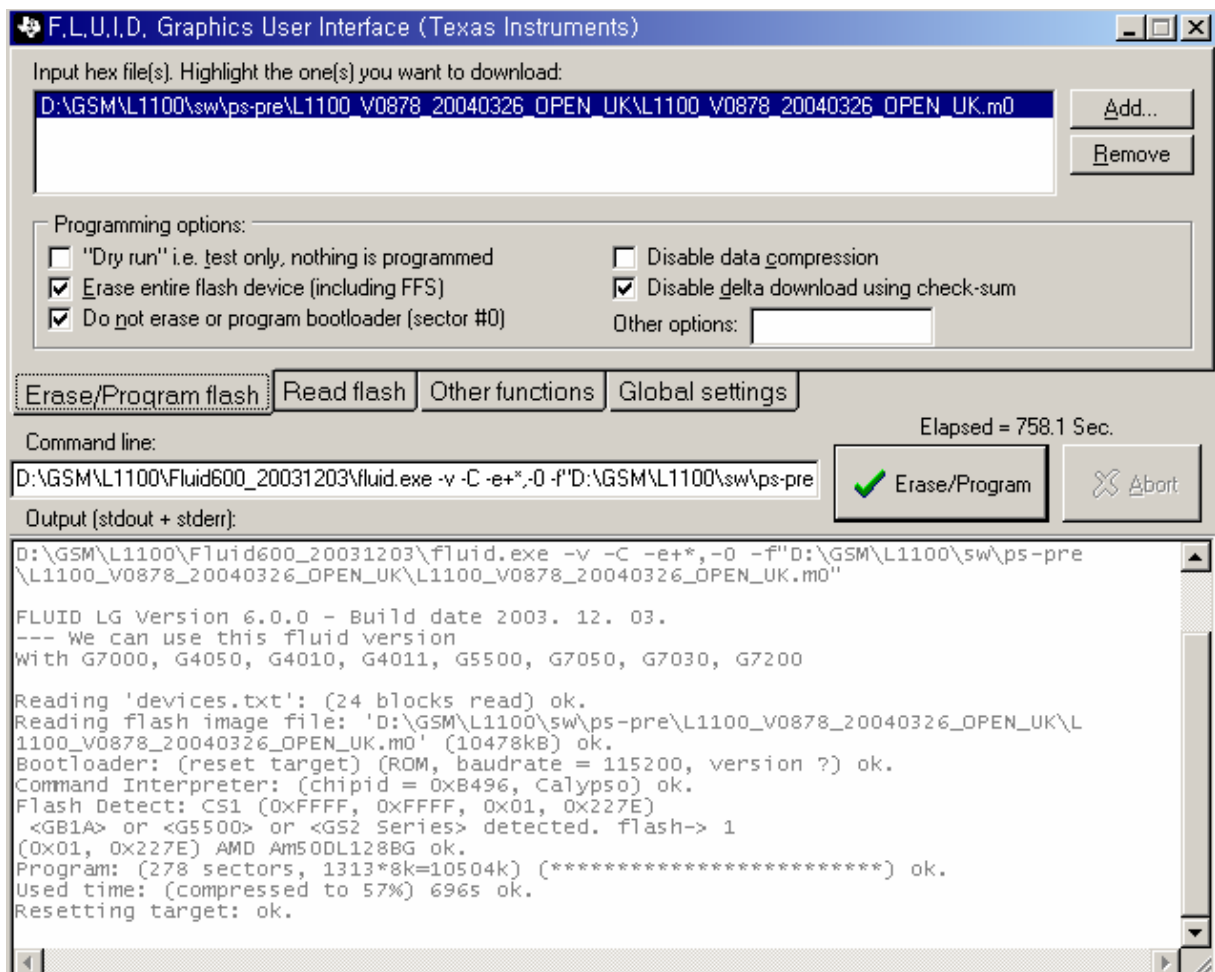 F.L.U.I.D. Graphics User Interface (Texas Instruments)
Input hex file(s). Highlight the one(s) you want to download:
D:\GSM\L1100\sw\ps-pre\L1100_V0878_20040326_OPEN_UK\L1100_V0878_20040326_OPEN_UK.m0
Add...
Remove
Programming options:
"Dry run" i.e. test only, nothing is programmed
Disable data compression
Erase entire flash device (including FFS)
Disable delta download using check-sum
Do not erase or program bootloader (sector #0)
Other options:
Erase/Program flash
Read flash
Other functions
Global settings
Elapsed = 758.1 Sec.
Command line:
D:\GSM\L1100\Fluid600_20031203\fluid.exe -v -C -e+*,-0 -f"D:\GSM\L1100\sw\ps-pre
Erase/Program
Abort
Output (stdout + stderr):
D:\GSM\L1100\Fluid600_20031203\fluid.exe -v -C -e+*,-0 -f"D:\GSM\L1100\sw\ps-pre
\L1100_V0878_20040326_OPEN_UK\L1100_V0878_20040326_OPEN_UK.m0"
FLUID LG Version 6.0.0 - Build date 2003. 12. 03.
--- We can use this fluid version
With G7000, G4050, G4010, G4011, G5500, G7050, G7030, G7200
Reading 'devices.txt': (24 blocks read) ok.
Reading flash image file: 'D:\GSM\L1100\sw\ps-pre\L1100_V0878_20040326_OPEN_UK\L
1100_V0878_20040326_OPEN_UK.m0' (10478kB) ok.
Bootloader: (reset target) (ROM, baudrate = 115200, version ?) ok.
Command Interpreter: (chipid = 0xB496, Calypso) ok.
Flash Detect: CS1 (0xFFFF, 0xFFFF, 0x01, 0x227E)
<GB1A> or <G5500> or <GS2 Series> detected. flash-> 1
(0x01, 0x227E) AMD Am50DL128BG ok.
Program: (278 sectors, 1313*8k=10504k) (**************************) ok.
Used time: (compressed to 57%) 696s ok.
Resetting target: ok.